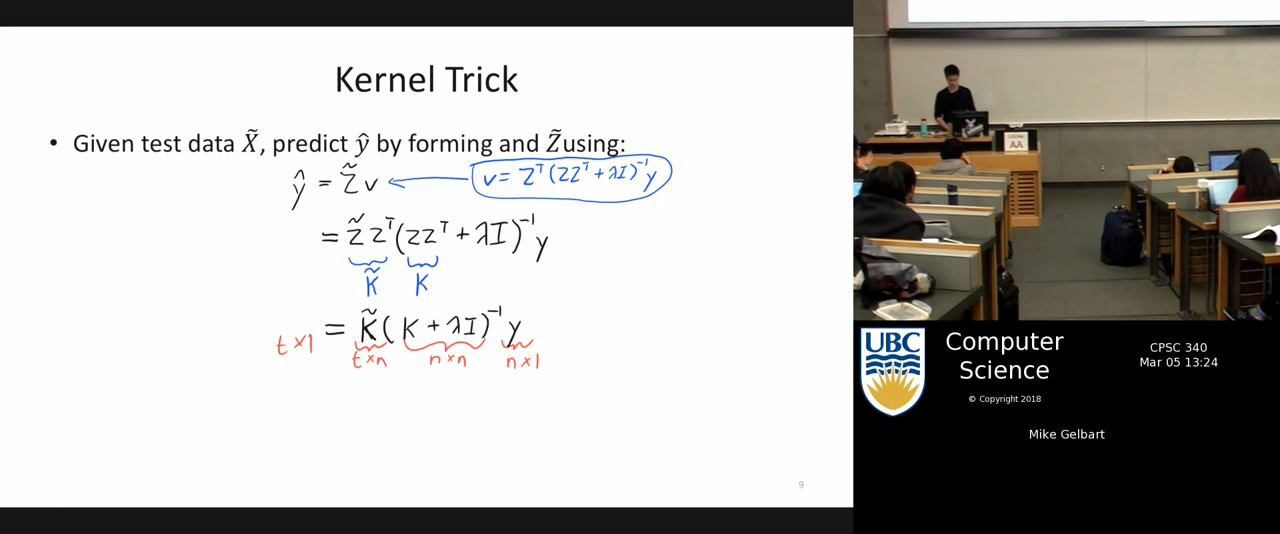 Kernel Trick
• Given test data X̃, predict ŷ by forming and Z̃using:
ŷ = Z̃ v ← v = Zᵀ(ZZᵀ + λI)⁻¹y
= Z̃ Zᵀ(ZZᵀ + λI)⁻¹y
K̃ K
t×1 = K̃(K + λI)⁻¹y
t×n n×n n×1
9
AA
UBC
Computer
Science
© Copyright 2018
CPSC 340
Mar 05 13:24
Mike Gelbart